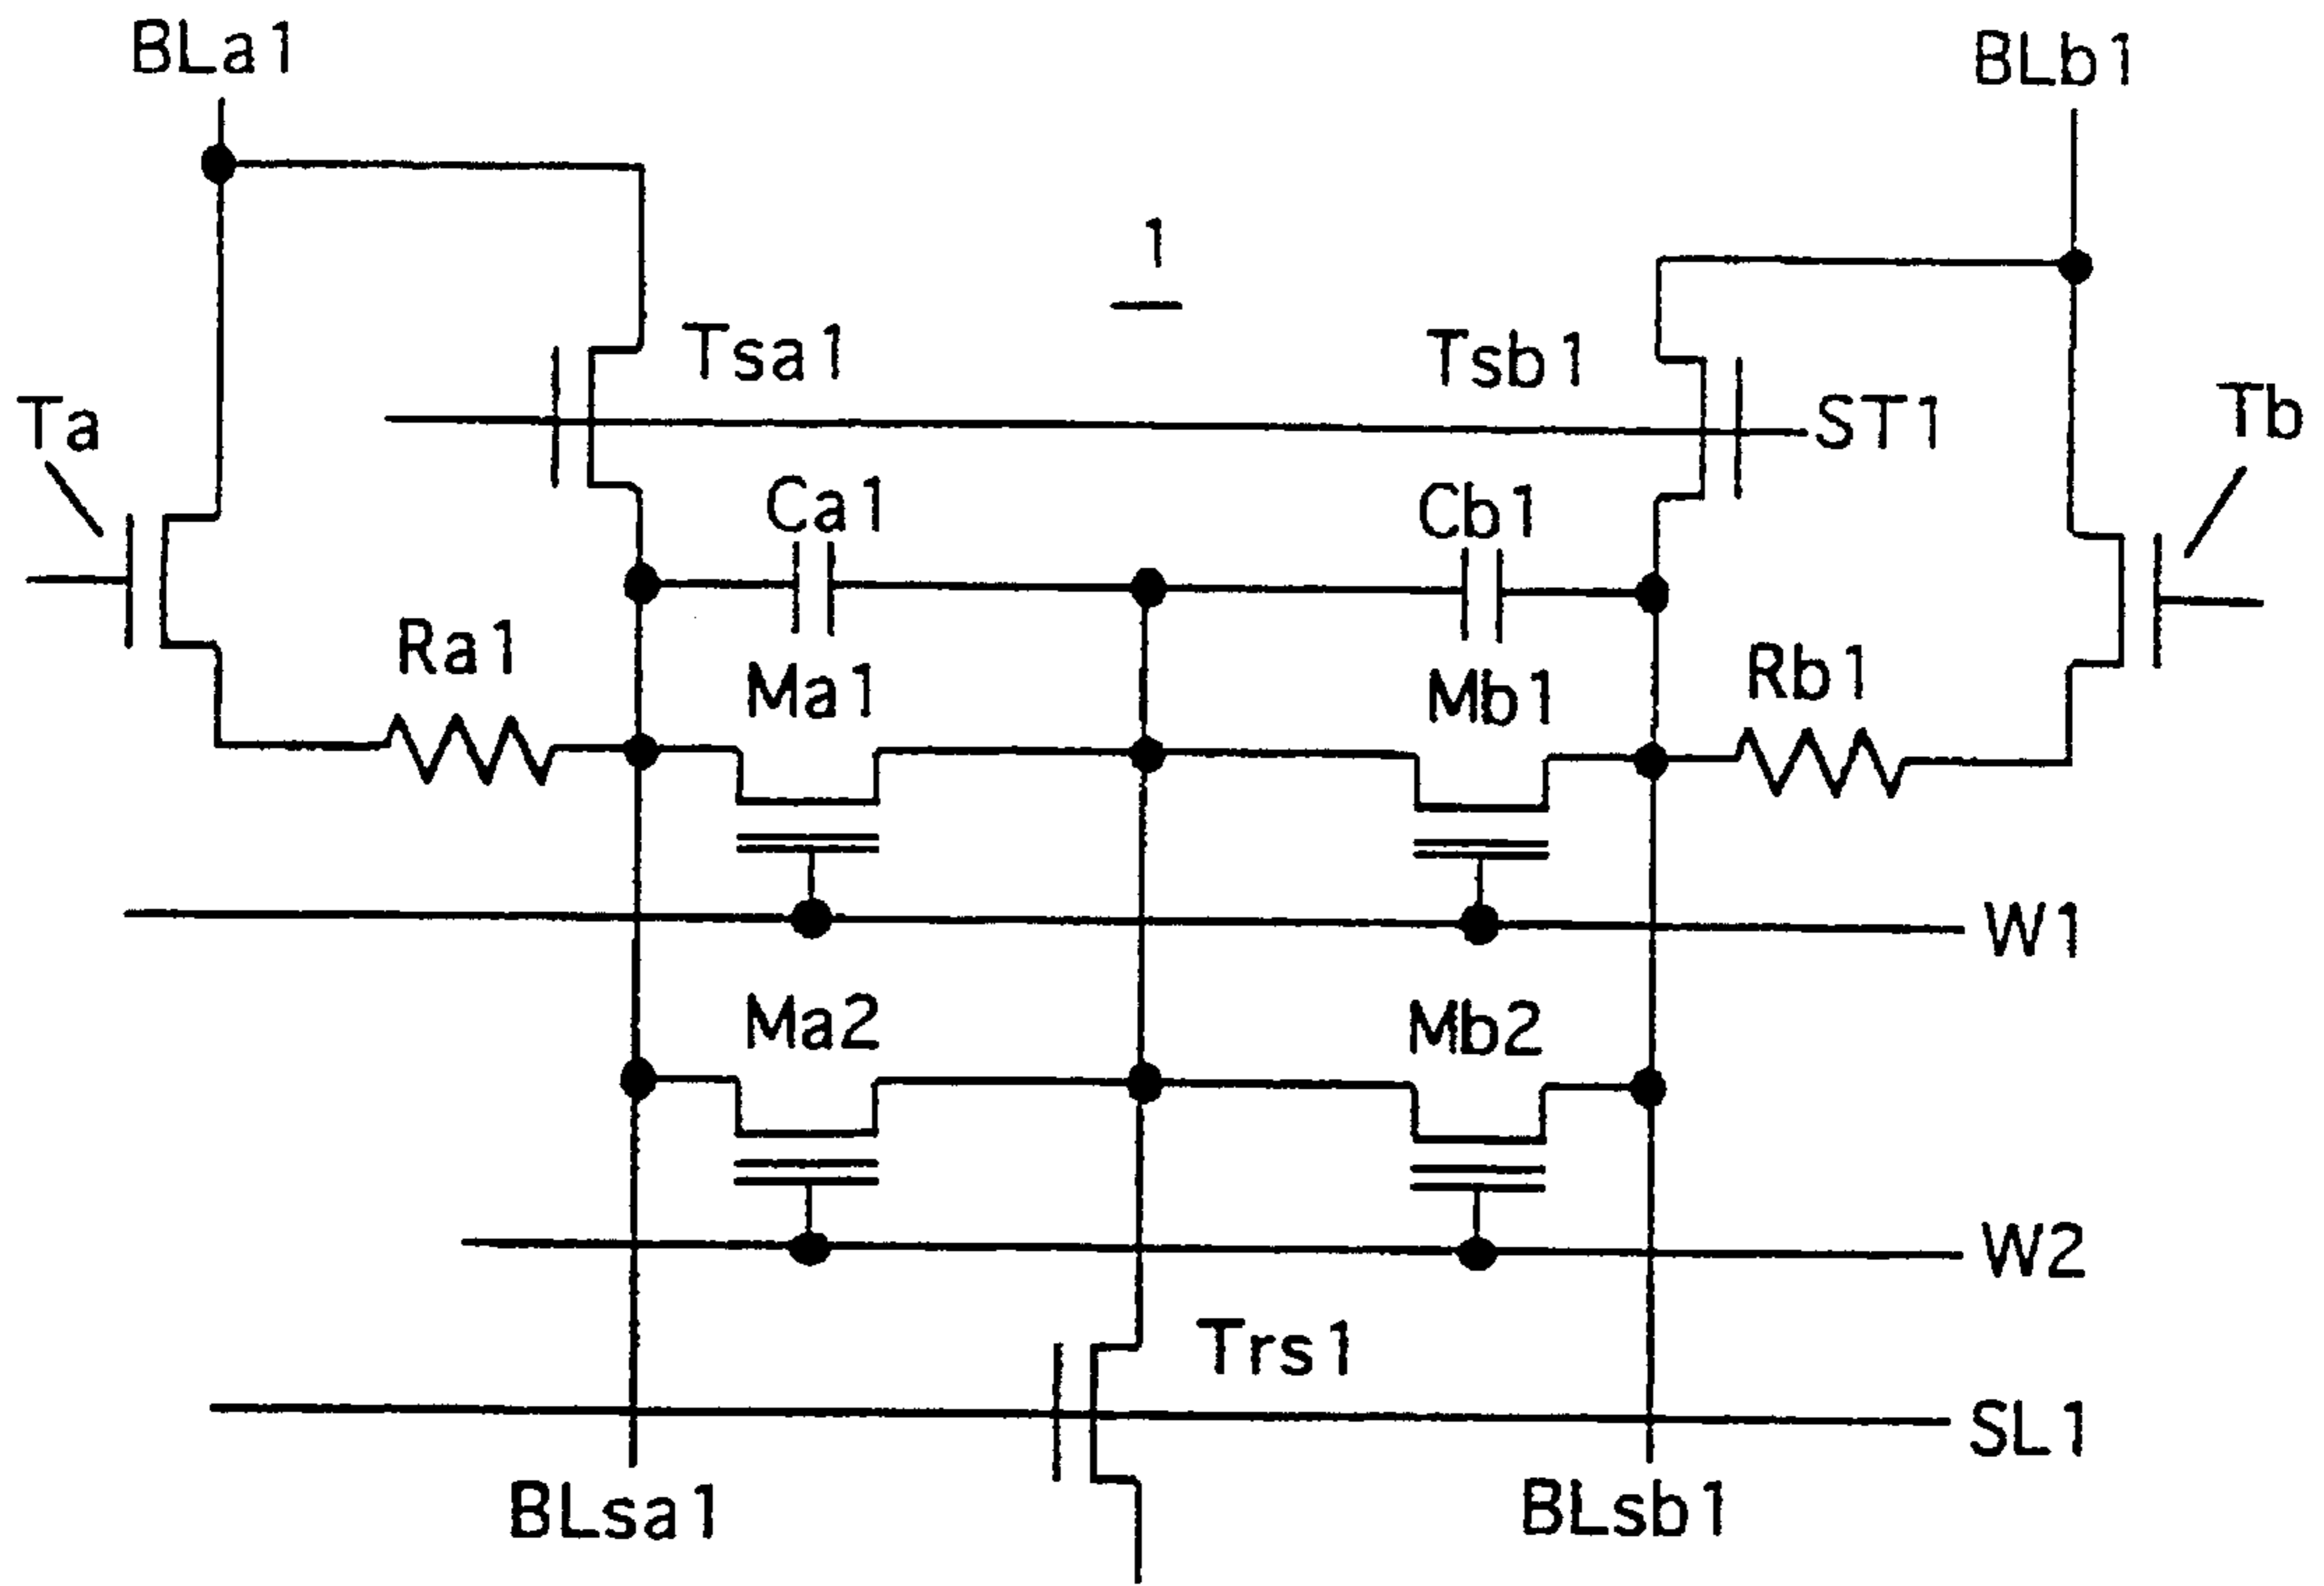 BLa1
BLb1
1
Tsa1
Tsb1
Ta
ST1
Tb
Ca1
Cb1
Ra1
Ma1
Mb1
Rb1
W1
Ma2
Mb2
W2
Trs1
SL1
BLsa1
BLsb1